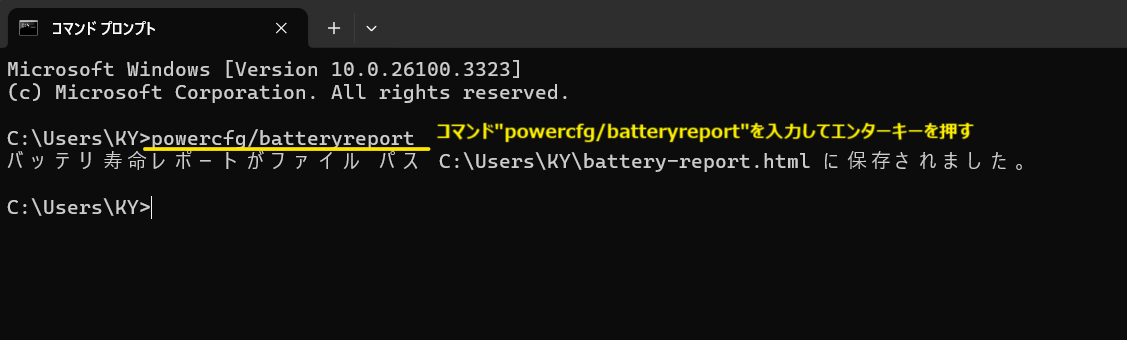 コマンド プロンプト
Microsoft Windows [Version 10.0.26100.3323]
(c) Microsoft Corporation. All rights reserved.
C:\Users\KY>powercfg/batteryreport
コマンド"powercfg/batteryreport"を入力してエンターキーを押す
バッテリ寿命レポートがファイル パス C:\Users\KY\battery-report.html に保存されました。
C:\Users\KY>